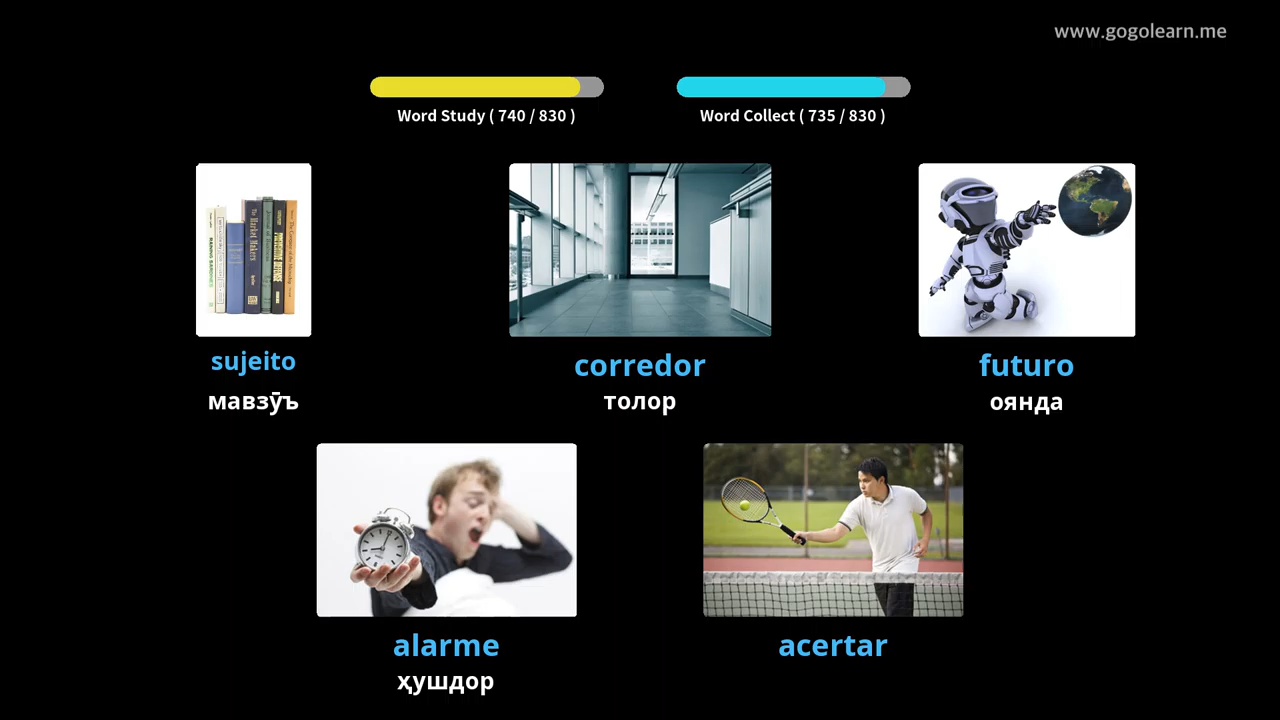 www.gogolearn.me
Word Study ( 740 / 830 )
Word Collect ( 735 / 830 )
sujeito
мавзӯъ
corredor
толор
futuro
оянда
alarme
ҳушдор
acertar